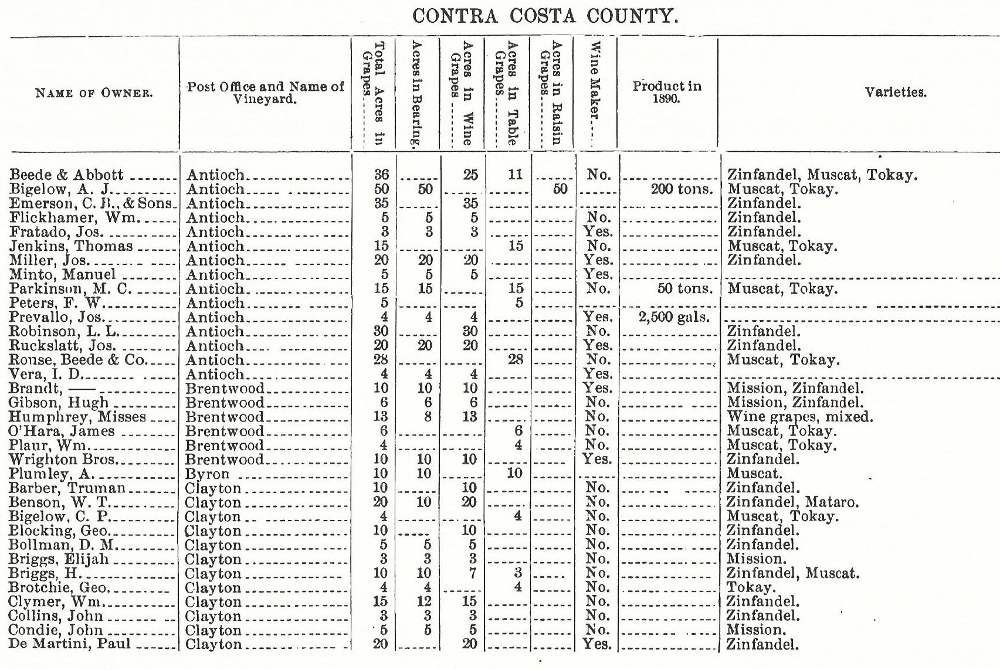 CONTRA COSTA COUNTY.
NAME OF OWNER. Post Office and Name of Vineyard. Total Acres in Grapes Acres in Bearing. Acres in Wine Grapes Acres in Table Grapes Acres in Raisin Grapes Wine Maker Product in 1890. Varieties.
Beede & Abbott Antioch 36 25 11 No. Zinfandel, Muscat, Tokay.
Bigelow, A. J. Antioch 50 50 50 200 tons. Muscat, Tokay.
Emerson, C. B., & Sons Antioch 35 35 Zinfandel.
Flickhamer, Wm. Antioch 5 5 5 No. Zinfandel.
Fratado, Jos. Antioch 3 3 3 Yes. Zinfandel.
Jenkins, Thomas Antioch 15 15 No. Muscat, Tokay.
Miller, Jos. Antioch 20 20 20 Yes. Zinfandel.
Minto, Manuel Antioch 5 5 5 Yes.
Parkinson, M. C. Antioch 15 15 15 No. 50 tons. Muscat, Tokay.
Peters, F. W. Antioch 5 5
Prevallo, Jos. Antioch 4 4 4 Yes. 2,500 gals.
Robinson, L. L. Antioch 30 30 No. Zinfandel.
Ruckslatt, Jos. Antioch 20 20 20 Yes. Zinfandel.
Rouse, Beede & Co. Antioch 28 28 No. Muscat, Tokay.
Vera, I. D. Antioch 4 4 4 Yes.
Brandt, —— Brentwood 10 10 10 Yes. Mission, Zinfandel.
Gibson, Hugh Brentwood 6 6 6 No. Mission, Zinfandel.
Humphrey, Misses Brentwood 13 8 13 No. Wine grapes, mixed.
O'Hara, James Brentwood 6 6 No. Muscat, Tokay.
Plaur, Wm. Brentwood 4 4 No. Muscat, Tokay.
Wrighton Bros. Brentwood 10 10 10 Yes. Zinfandel.
Plumley, A. Byron 10 10 10 Muscat.
Barber, Truman Clayton 10 10 No. Zinfandel.
Benson, W. T. Clayton 20 10 20 No. Zinfandel, Mataro.
Bigelow, C. P. Clayton 4 4 No. Muscat, Tokay.
Blocking, Geo. Clayton 10 10 No. Zinfandel.
Bollman, D. M. Clayton 5 5 5 No. Zinfandel.
Briggs, Elijah Clayton 3 3 3 No. Mission.
Briggs, H. Clayton 10 10 7 3 No. Zinfandel, Muscat.
Brotchie, Geo. Clayton 4 4 4 No. Tokay.
Clymer, Wm. Clayton 15 12 15 No. Zinfandel.
Collins, John Clayton 3 3 3 No. Zinfandel.
Condie, John Clayton 5 5 5 No. Mission.
De Martini, Paul Clayton 20 20 Yes. Zinfandel.